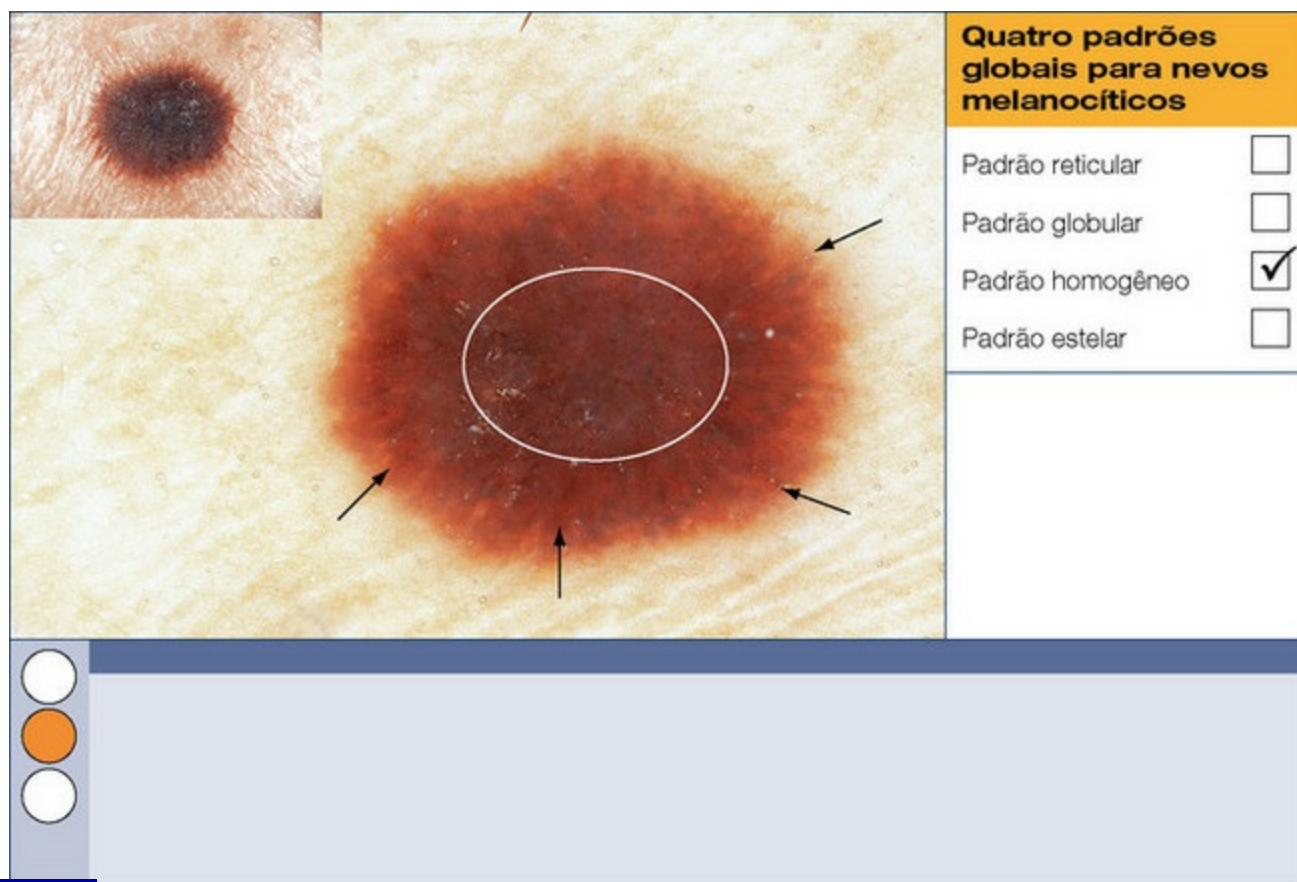 Quatro padrões
globais para nevos
melanocíticos
Padrão reticular
Padrão globular
Padrão homogêneo
Padrão estelar